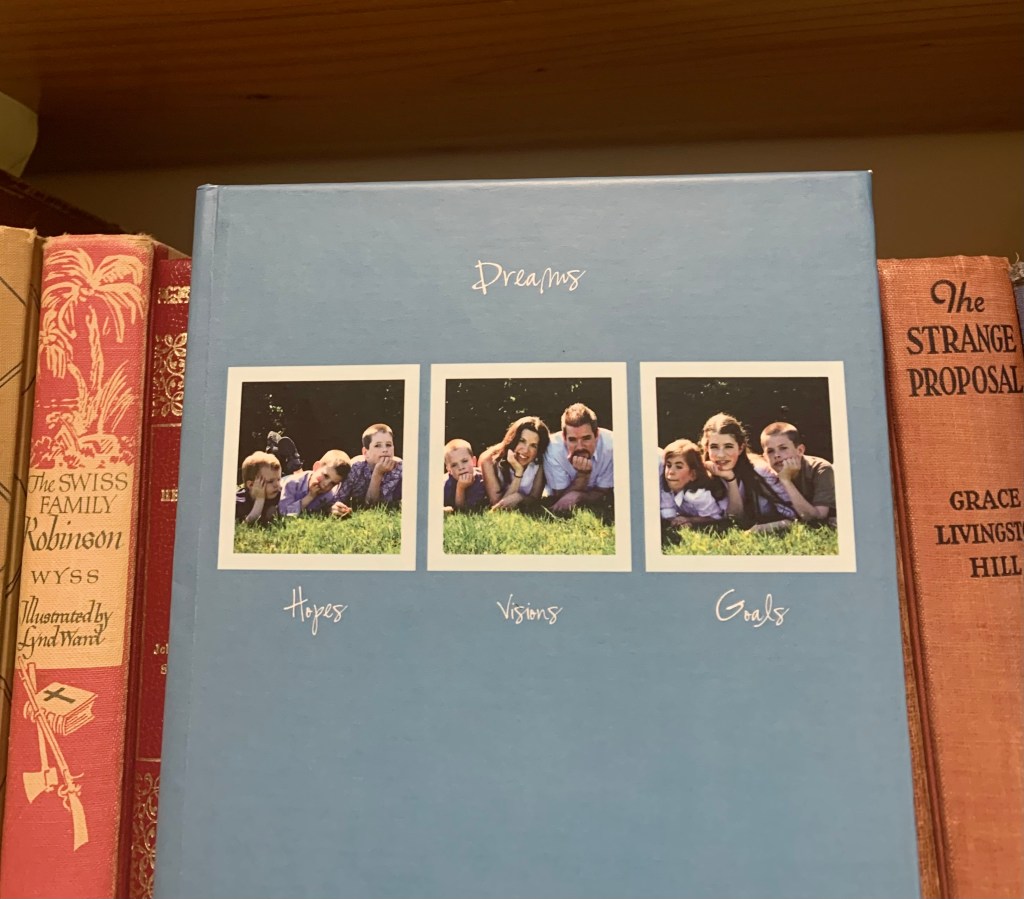 The SWISS
FAMILY
Robinson
WYSS
Illustrated by
Lynd Ward
Dreams
Hopes
Visions
Goals
The
STRANGE
PROPOSAL
GRACE
HILL